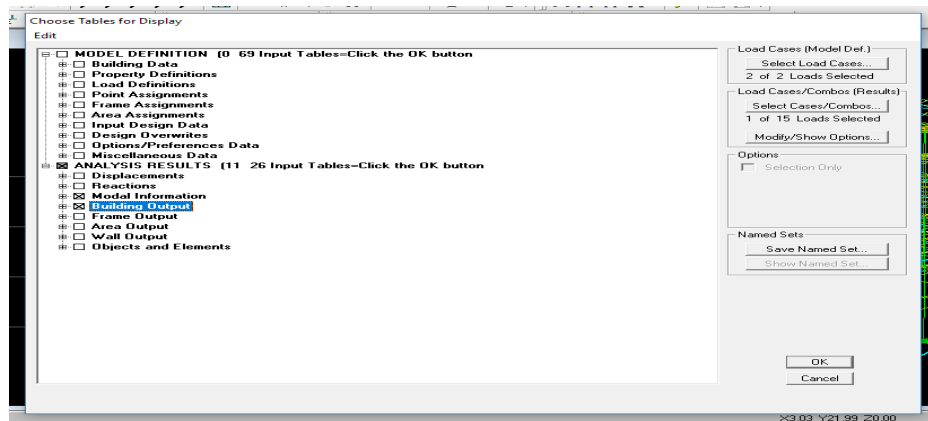 Choose Tables for Display
Edit
MODEL DEFINITION (0 69 Input Tables=Click the OK button
Building Data
Property Definitions
Load Definitions
Point Assignments
Frame Assignments
Area Assignments
Input Design Data
Design Overwrites
Options/Preferences Data
Miscellaneous Data
ANALYSIS RESULTS (11 26 Input Tables=Click the OK button
Displacements
Reactions
Modal Information
Building Output
Frame Output
Area Output
Wall Output
Objects and Elements
Load Cases (Model Def.)
Select Load Cases...
2 of 2 Loads Selected
Load Cases/Combos (Results)
Select Cases/Combos...
1 of 15 Loads Selected
Modify/Show Options...
Options
Selection Only
Named Sets
Save Named Set...
Show Named Set...
OK
Cancel
X3.03 Y21.99 Z0.00